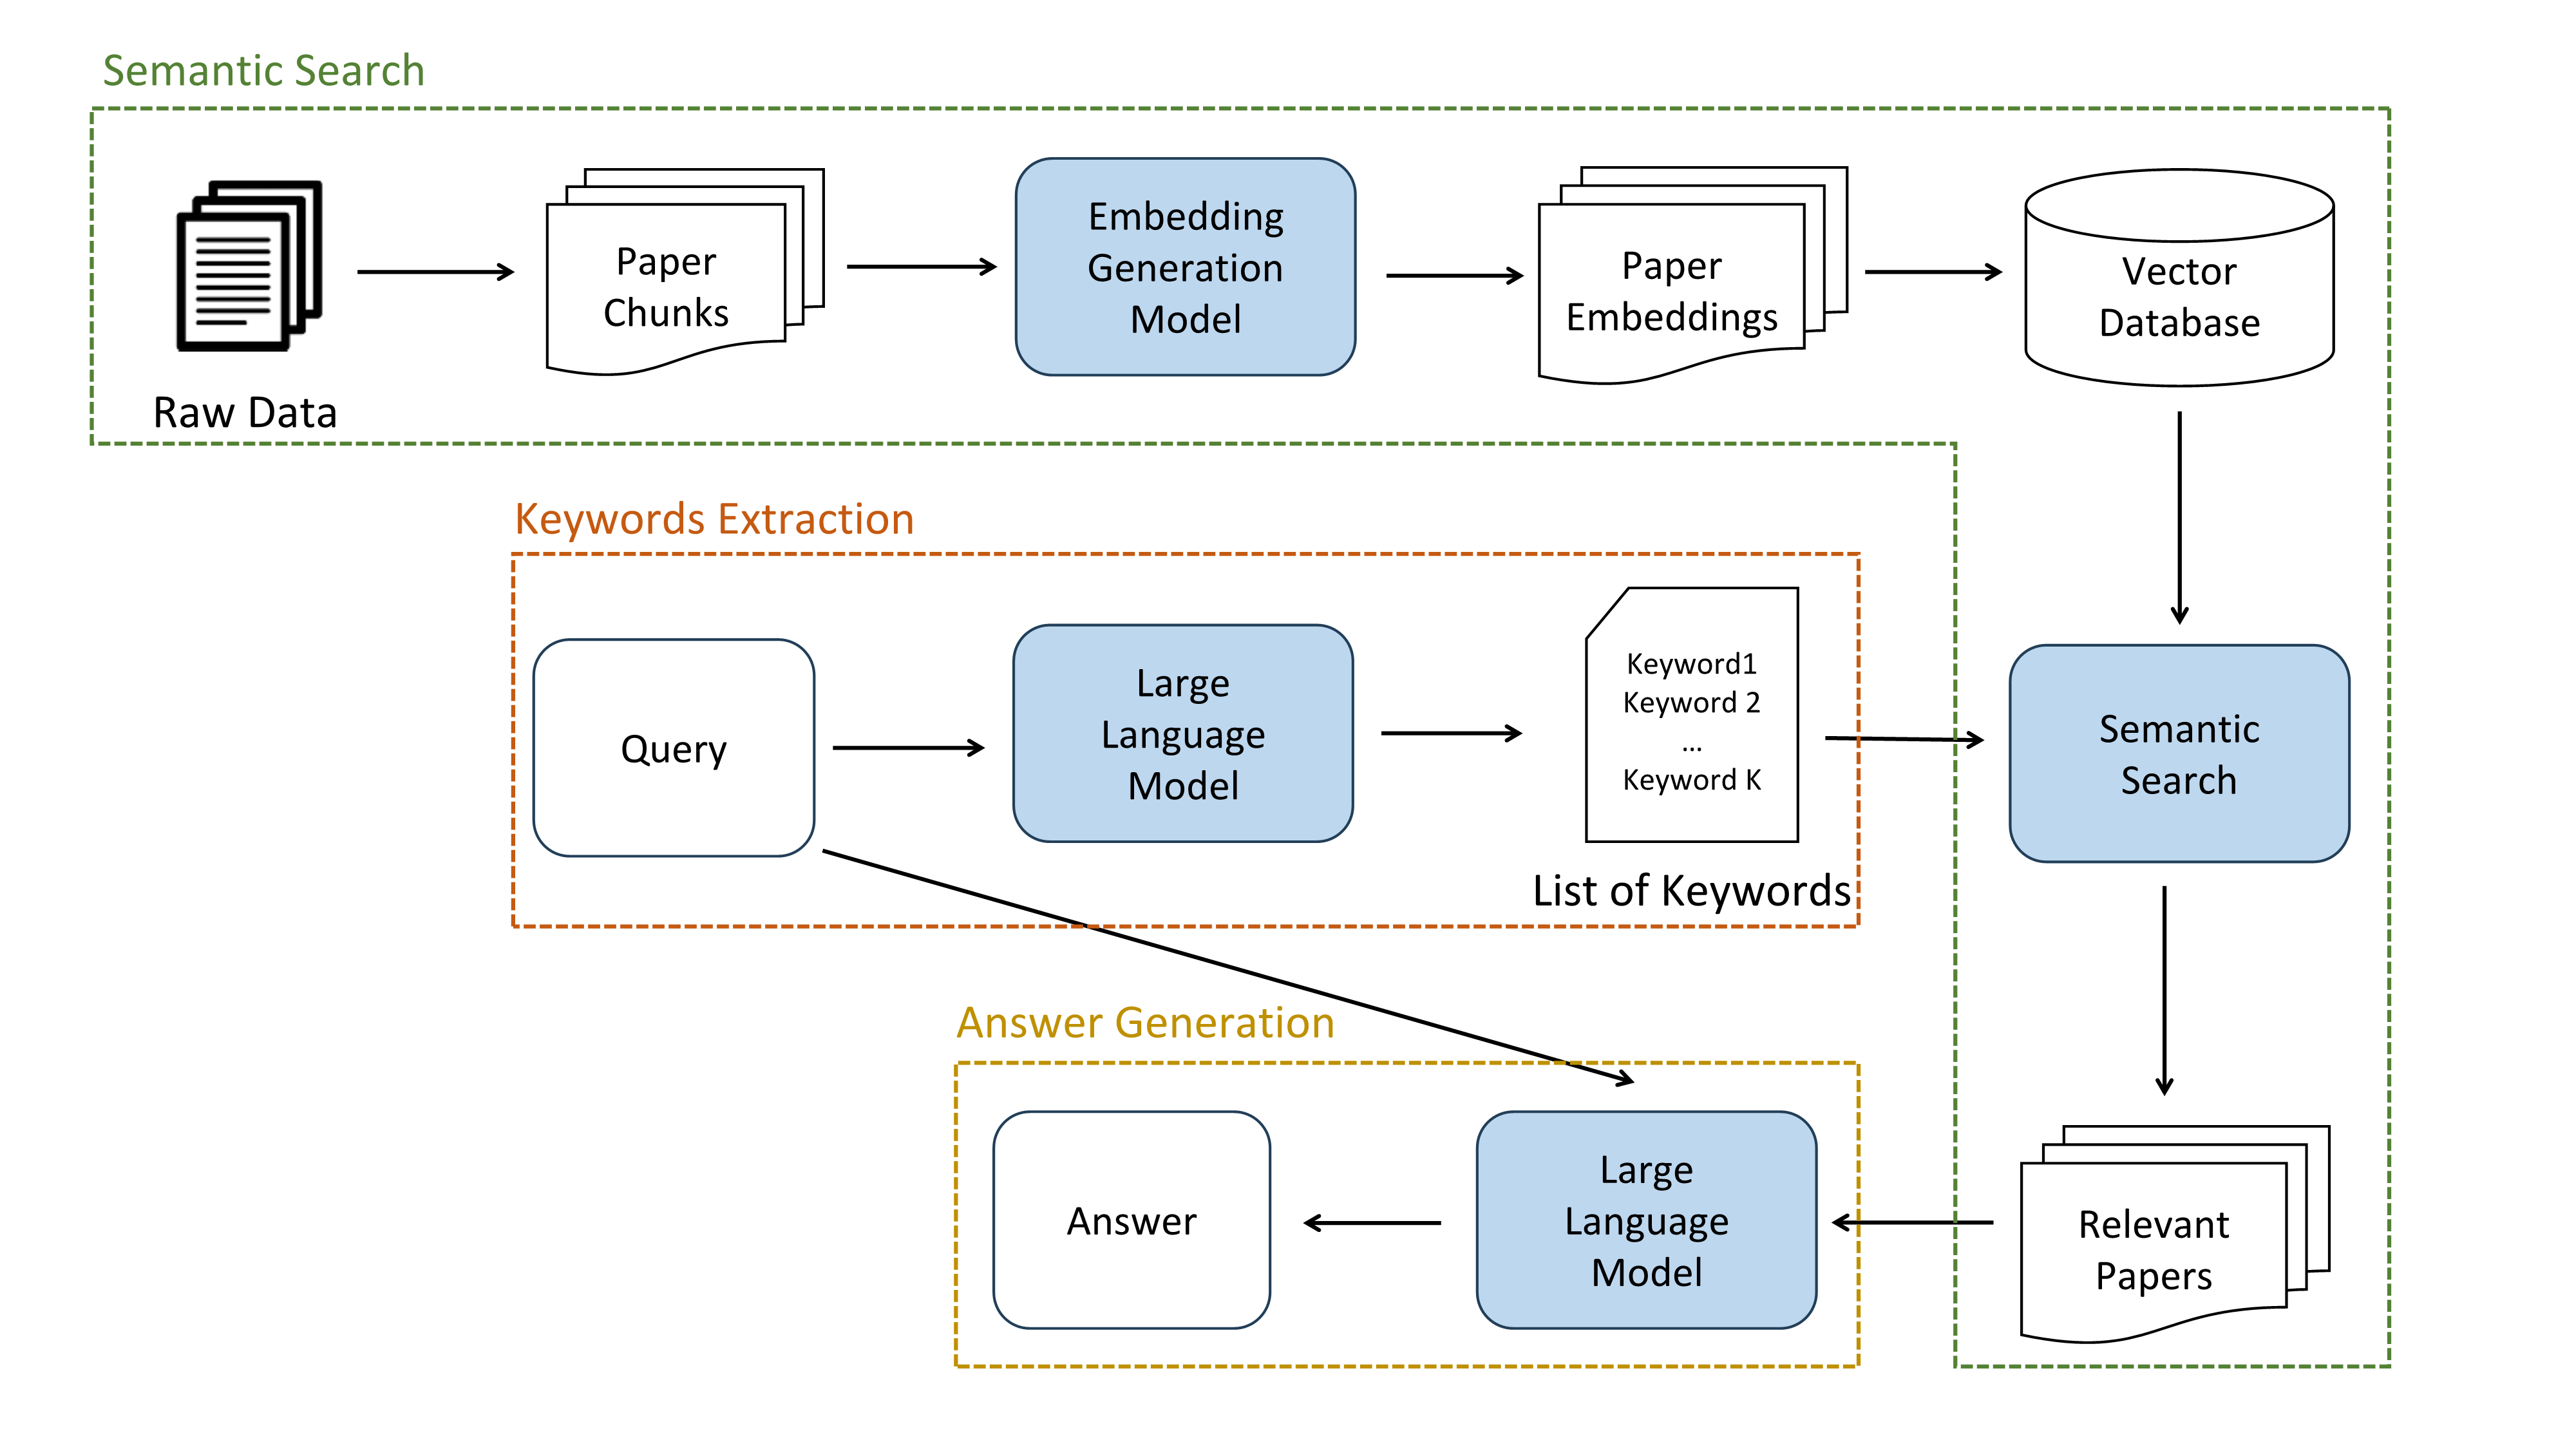 Semantic Search
Raw Data
Paper
Chunks
Embedding
Generation
Model
Paper
Embeddings
Vector
Database
Keywords Extraction
Query
Large
Language
Model
Keyword1
Keyword 2
...
Keyword K
List of Keywords
Semantic
Search
Answer Generation
Answer
Large
Language
Model
Relevant
Papers